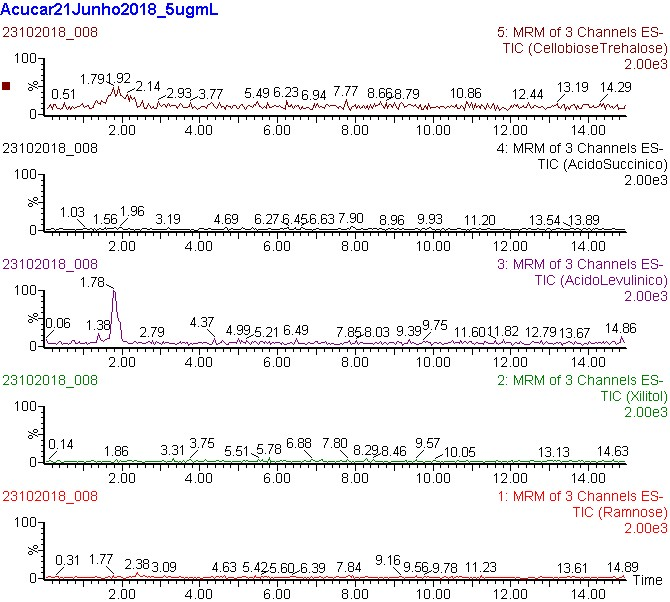 Acucar21Junho2018_5ugmL
23102018_008
5: MRM of 3 Channels ES-
TIC (CellobioseTrehalose)
2.00e3
100
%
0
0.51 1.79 1.92 2.14 2.93 3.77 5.49 6.23 6.94 7.77 8.66 8.79 10.86 12.44 13.19 14.29
2.00 4.00 6.00 8.00 10.00 12.00 14.00
23102018_008
4: MRM of 3 Channels ES-
TIC (AcidoSuccinico)
2.00e3
100
%
0
1.03 1.56 1.96 3.19 4.69 6.27 6.45 6.63 7.90 8.96 9.93 11.20 13.54 13.89
2.00 4.00 6.00 8.00 10.00 12.00 14.00
23102018_008
3: MRM of 3 Channels ES-
TIC (AcidoLevulinico)
2.00e3
100
%
0
0.06 1.38 1.78 2.79 4.37 4.99 5.21 6.49 7.85 8.03 9.39 9.75 11.60 11.82 12.79 13.67 14.86
2.00 4.00 6.00 8.00 10.00 12.00 14.00
23102018_008
2: MRM of 3 Channels ES-
TIC (Xilitol)
2.00e3
100
%
0
0.14 1.86 3.31 3.75 5.51 5.78 6.88 7.80 8.29 8.46 9.57 10.05 13.13 14.63
2.00 4.00 6.00 8.00 10.00 12.00 14.00
23102018_008
1: MRM of 3 Channels ES-
TIC (Ramnose)
2.00e3
100
%
0
0.31 1.77 2.38 3.09 4.63 5.42 5.60 6.39 7.84 9.16 9.56 9.78 11.23 13.61 14.89
Time
2.00 4.00 6.00 8.00 10.00 12.00 14.00